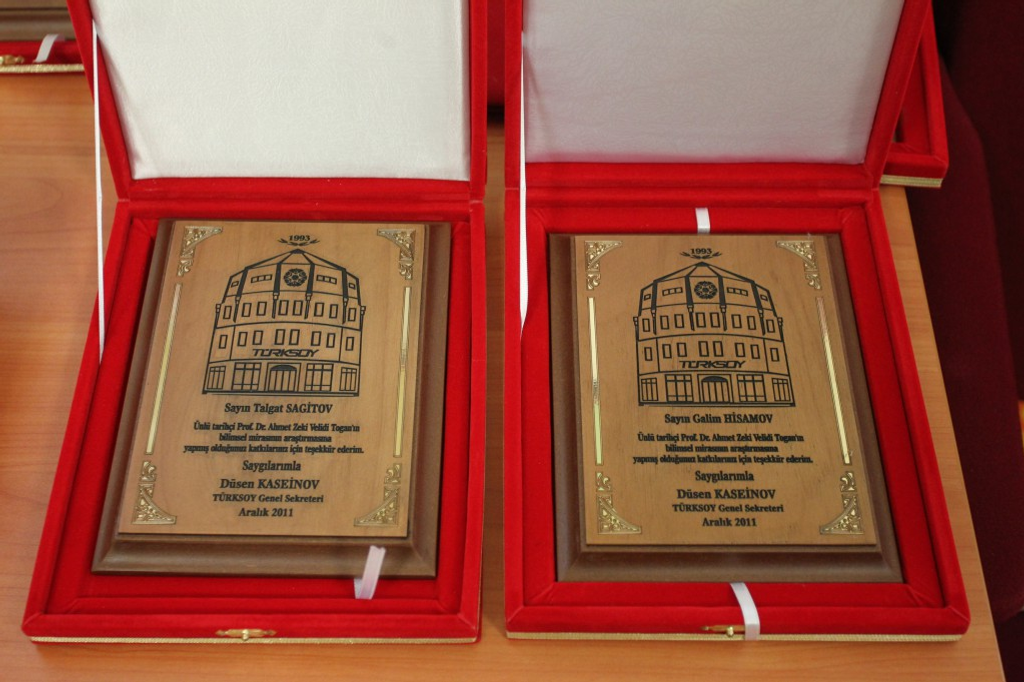 1993
TÜRKSOY
Sayın Talgat SAGİTOV
Ünlü tarihçi Prof. Dr. Ahmet Zeki Velidi Togan'ın
bilimsel mirasının araştırmasına
yapmış olduğunuz katkılarınız için teşekkür ederim.
Saygılarımla
Düsen KASEİNOV
TÜRKSOY Genel Sekreteri
Aralık 2011
1993
TÜRKSOY
Sayın Galim HİSAMOV
Ünlü tarihçi Prof. Dr. Ahmet Zeki Velidi Togan'ın
bilimsel mirasının araştırmasına
yapmış olduğunuz katkılarınız için teşekkür ederim.
Saygılarımla
Düsen KASEİNOV
TÜRKSOY Genel Sekreteri
Aralık 2011